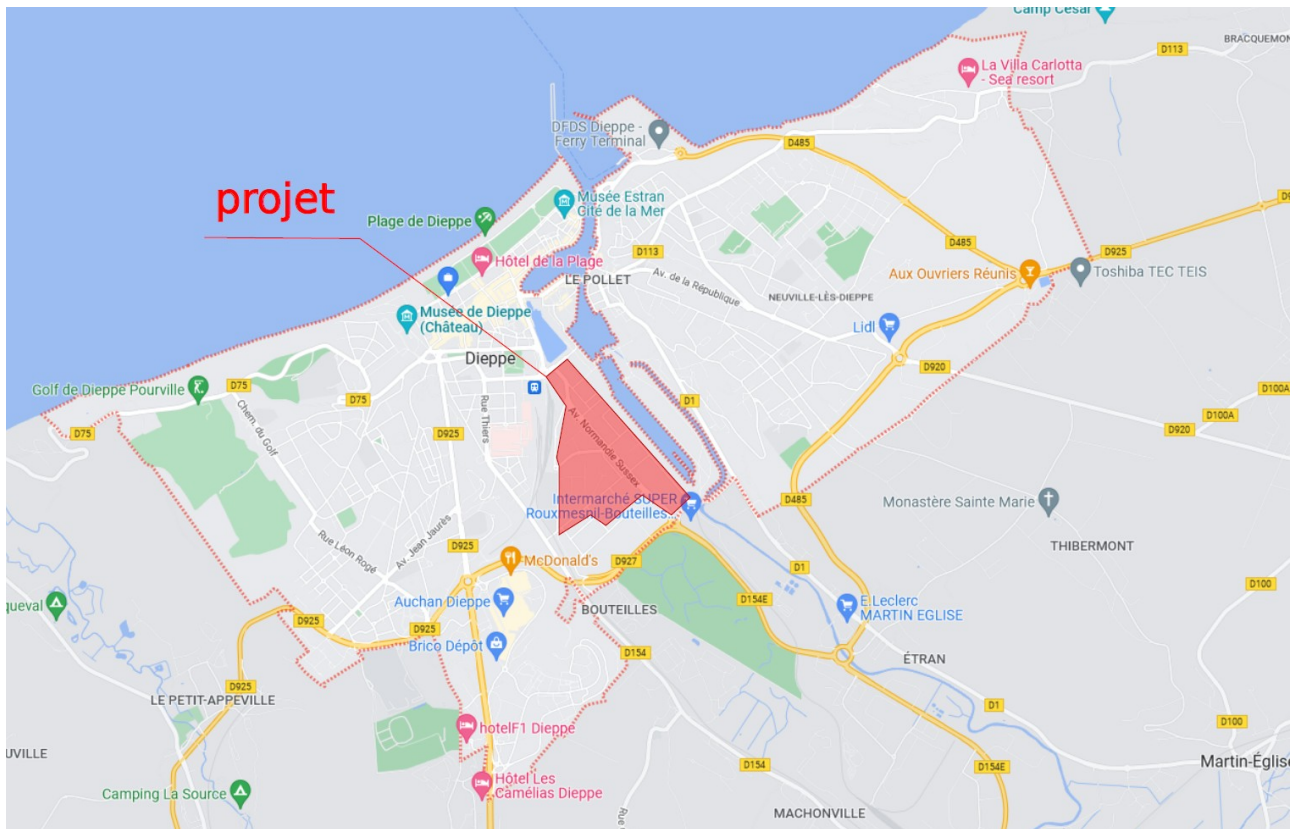 Camp César
BRACQUEMON
D113
La Villa Carlotta
- Sea resort
DFDS Dieppe -
Ferry Terminal
D485
projet
Musée Estran
Cité de la Mer
Plage de Dieppe
D113
D485
D925
Hôtel de la Plage
LE POLLET
Av. de la République
Aux Ouvriers Réunis
Toshiba TEC TEIS
NEUVILLE-LÈS-DIEPPE
Musée de Dieppe
(Château)
Lidl
Dieppe
D920
Golf de Dieppe Pourville
D75
D75
D1
D100A
D100A
D75
Chem. du Golf
Rue Thiers
D925
Av. Normandie Sussex
D920
Intermarché SUPER
Rouxmesnil-Bouteilles...
D485
Monastère Sainte Marie
Rue Léon Rogé
Av. Jean Jaurès
D925
THIBERMONT
McDonald's
D927
D1
D100
Auchan Dieppe
BOUTEILLES
D154E
E.Leclerc
MARTIN EGLISE
queval
D925
D925
Brico Dépôt
D154
ÉTRAN
D925
LE PETIT-APPEVILLE
D1
D100
hotelF1 Dieppe
UVILLE
D154
D154E
Martin-Église
Hôtel Les
Camélias Dieppe
Camping La Source
MACHONVILLE